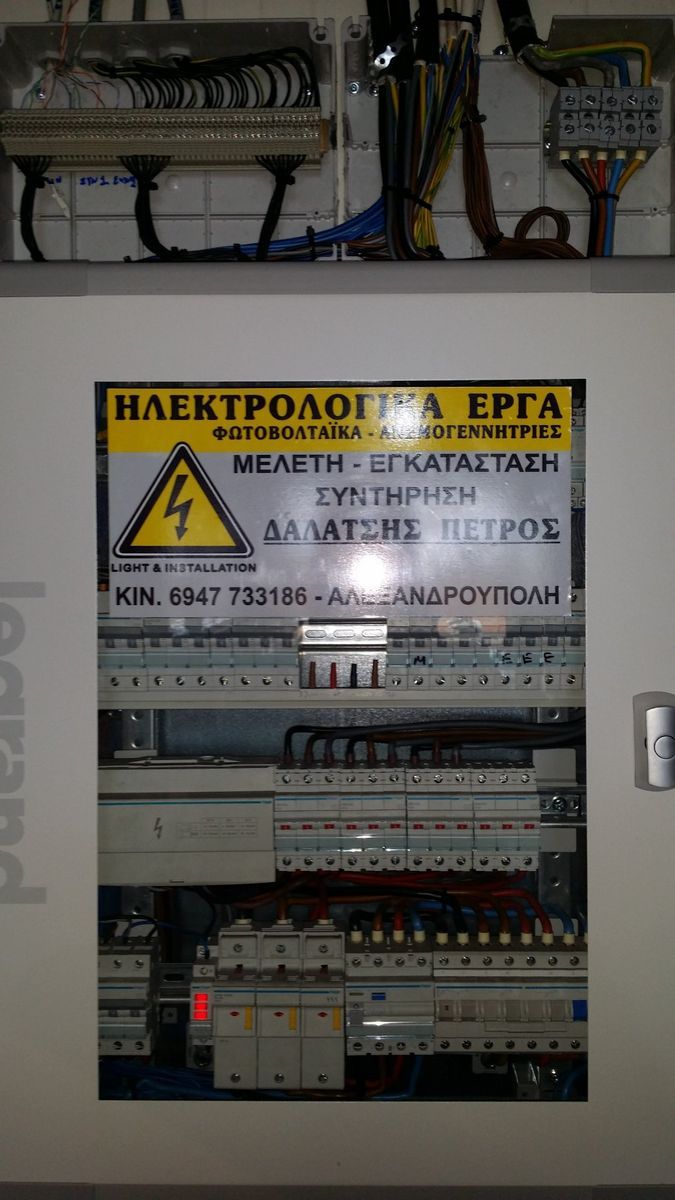 ΗΛΕΚΤΡΟΛΟΓΙΚΑ ΕΡΓΑ
ΦΩΤΟΒΟΛΤΑΪΚΑ - ΑΝΕΜΟΓΕΝΝΗΤΡΙΕΣ
ΜΕΛΕΤΗ - ΕΓΚΑΤΑΣΤΑΣΗ
ΣΥΝΤΗΡΗΣΗ
ΔΑΛΑΤΣΗΣ ΠΕΤΡΟΣ
LIGHT & INSTALLATION
ΚΙΝ. 6947 733186 - ΑΛΕΞΑΝΔΡΟΥΠΟΛΗ
M E E E
legrand